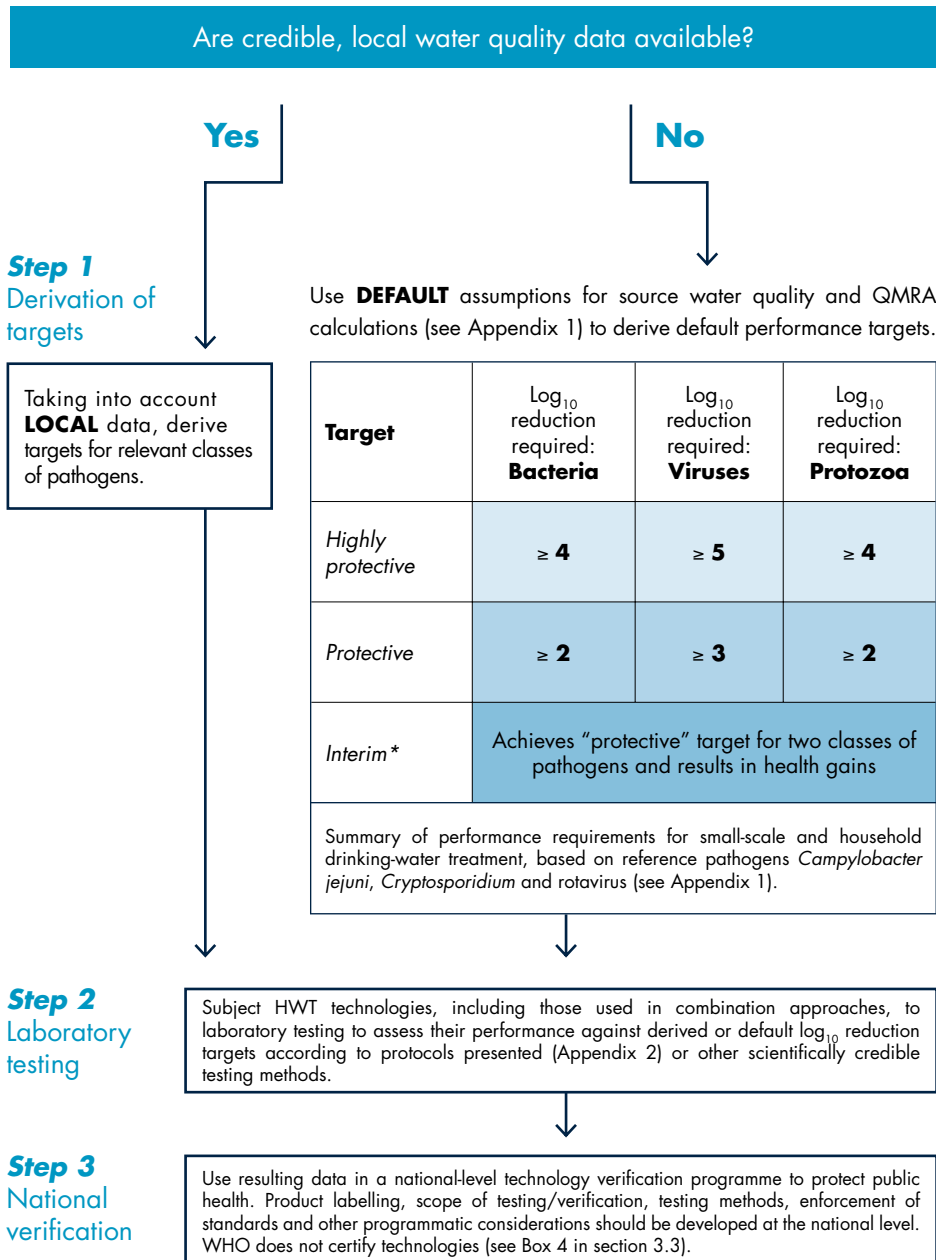 Are credible, local water quality data available?
Yes
No
Step 1
Derivation of
targets
Taking into account
LOCAL data, derive
targets for relevant classes
of pathogens.
Use DEFAULT assumptions for source water quality and QMRA
calculations (see Appendix 1) to derive default performance targets.
Target
Log10
reduction
required:
Bacteria
Log10
reduction
required:
Viruses
Log10
reduction
required:
Protozoa
Highly
protective
≥ 4
≥ 5
≥ 4
Protective
≥ 2
≥ 3
≥ 2
Interim*
Achieves “protective” target for two classes of
pathogens and results in health gains
Summary of performance requirements for small-scale and household
drinking-water treatment, based on reference pathogens Campylobacter
jejuni, Cryptosporidium and rotavirus (see Appendix 1).
Step 2
Laboratory
testing
Subject HWT technologies, including those used in combination approaches, to
laboratory testing to assess their performance against derived or default log10 reduction
targets according to protocols presented (Appendix 2) or other scientifically credible
testing methods.
Step 3
National
verification
Use resulting data in a national-level technology verification programme to protect public
health. Product labelling, scope of testing/verification, testing methods, enforcement of
standards and other programmatic considerations should be developed at the national level.
WHO does not certify technologies (see Box 4 in section 3.3).